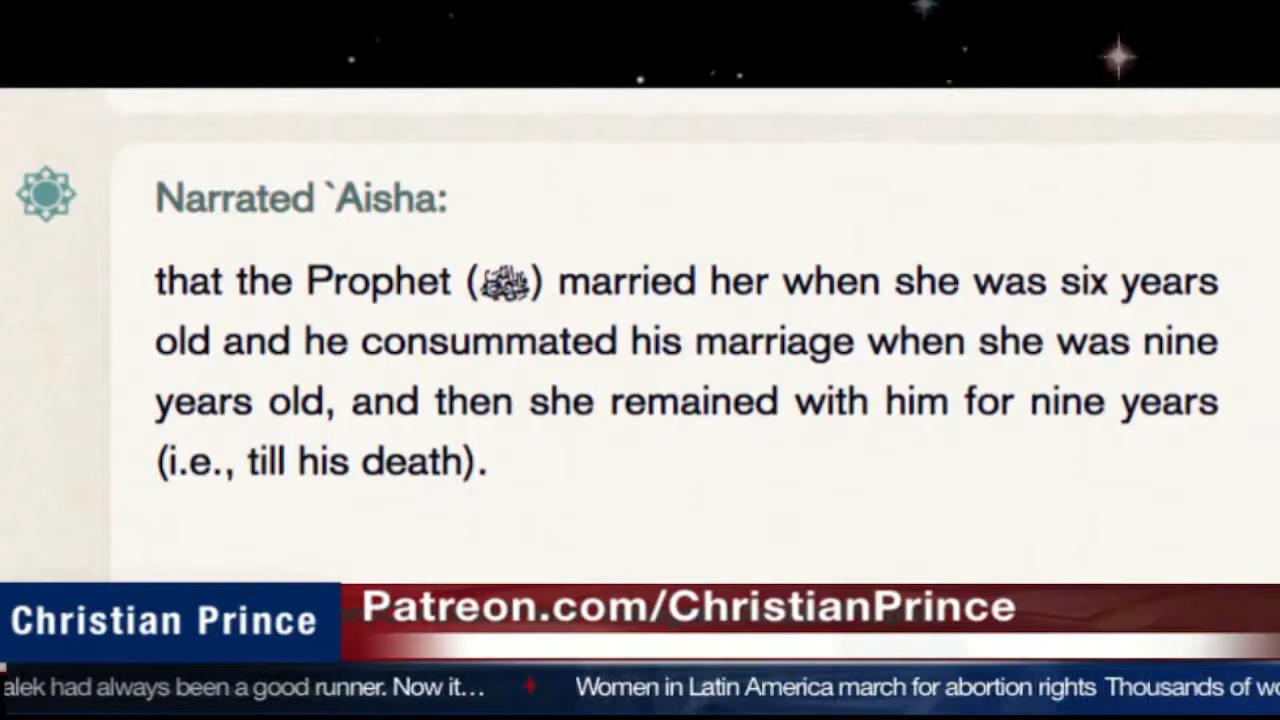 Narrated `Aisha:
that the Prophet (ﷺ) married her when she was six years
old and he consummated his marriage when she was nine
years old, and then she remained with him for nine years
(i.e., till his death).
Christian Prince
Patreon.com/ChristianPrince
alek had always been a good runner. Now it... Women in Latin America march for abortion rights Thousands of wo